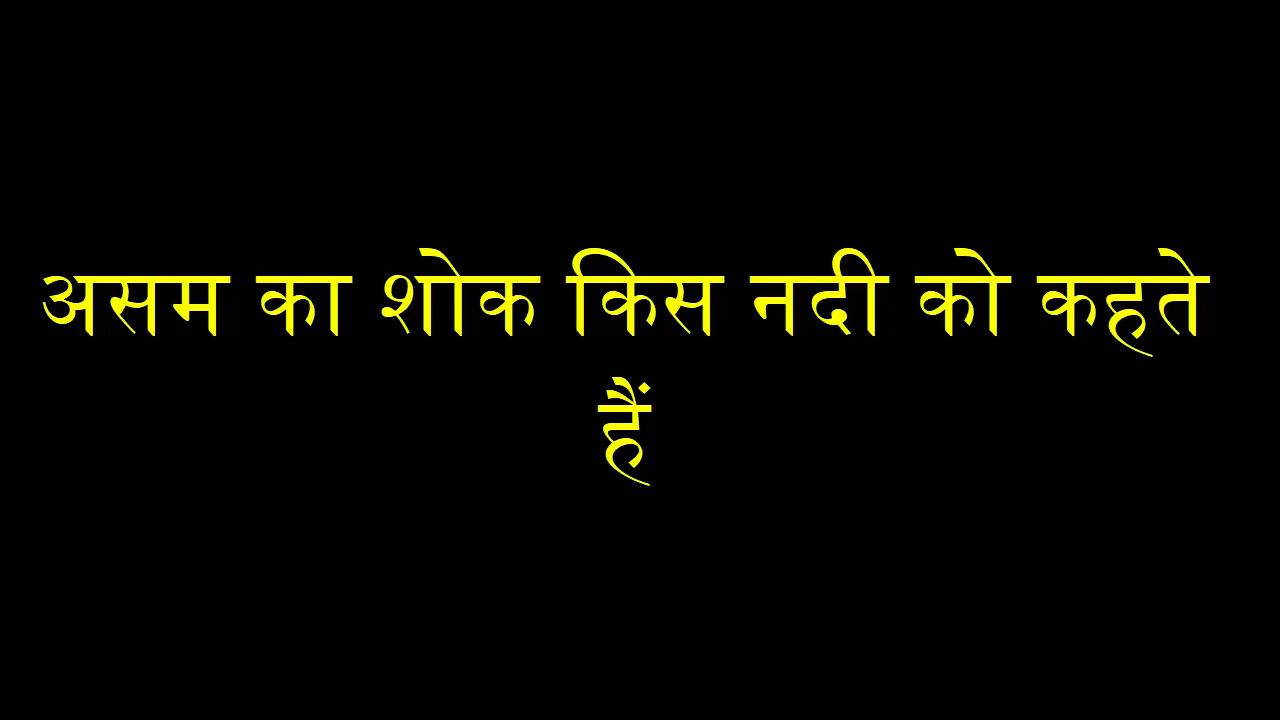 असम का शोक किस नदी को कहते
हैं